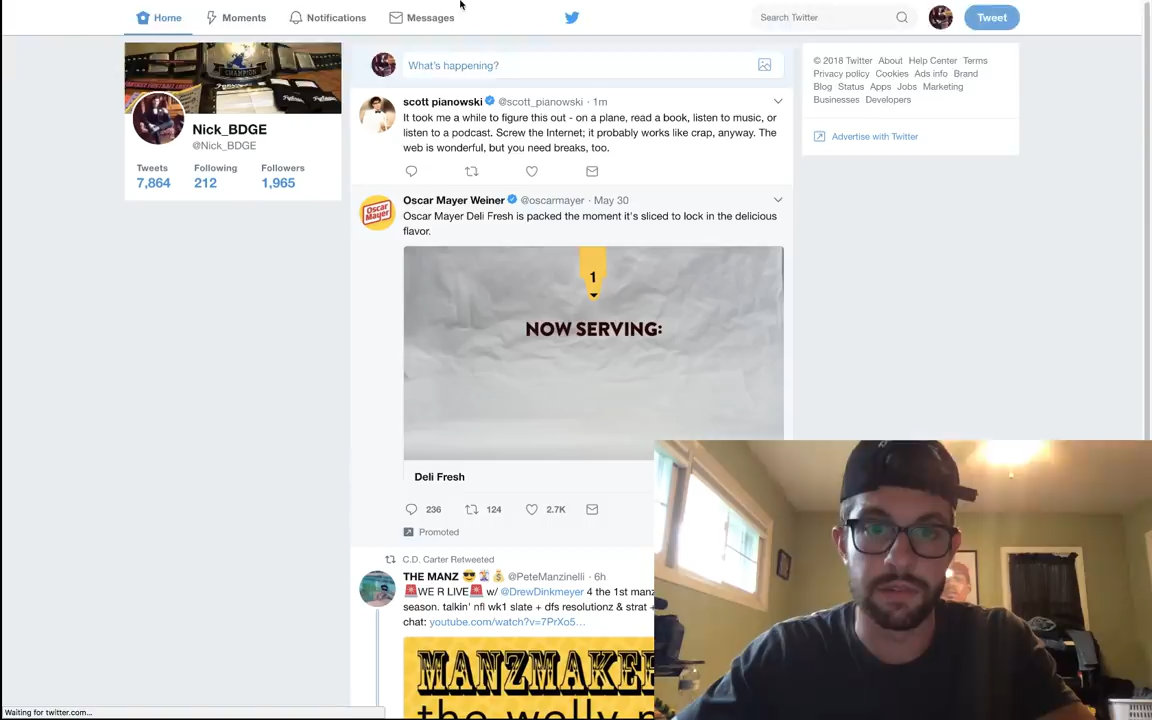 Home
Moments
Notifications
Messages
Search Twitter
Tweet
CHAMPION
Nick_BDGE
@Nick_BDGE
Tweets Following Followers
7,864 212 1,965
What's happening?
scott pianowski @scott_pianowski · 1m
It took me a while to figure this out - on a plane, read a book, listen to music, or
listen to a podcast. Screw the Internet; it probably works like crap, anyway. The
web is wonderful, but you need breaks, too.
Oscar Mayer Weiner @oscarmayer · May 30
Oscar Mayer Deli Fresh is packed the moment it's sliced to lock in the delicious
flavor.
Oscar
Mayer
1
NOW SERVING:
Deli Fresh
236 124 2.7K
Promoted
C.D. Carter Retweeted
THE MANZ 😎 @PeteManzinelli · 6h
🚨WE R LIVE🚨 w/ @DrewDinkmeyer 4 the 1st manz
season. talkin' nfl wk1 slate + dfs resolutionz & strat +
chat: youtube.com/watch?v=7PrXo5...
MANZMAKE
the welly
© 2018 Twitter About Help Center Terms
Privacy policy Cookies Ads info Brand
Blog Status Apps Jobs Marketing
Businesses Developers
Advertise with Twitter
Waiting for twitter.com...